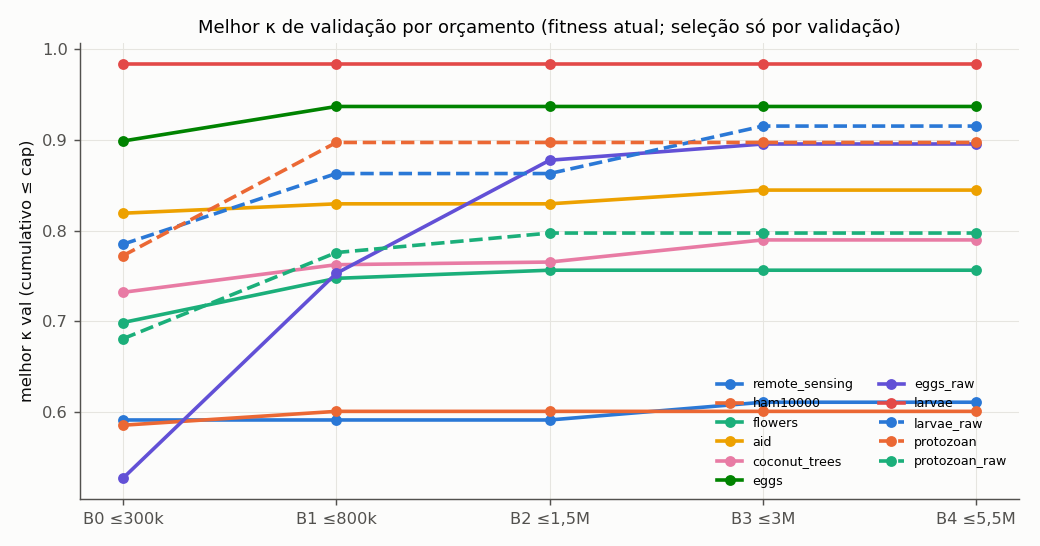 Melhor κ de validação por orçamento (fitness atual; seleção só por validação)
melhor κ val (cumulativo ≤ cap)
1.0
0.9
0.8
0.7
0.6
B0 ≤300k
B1 ≤800k
B2 ≤1,5M
B3 ≤3M
B4 ≤5,5M
remote_sensing
ham10000
flowers
aid
coconut_trees
eggs
eggs_raw
larvae
larvae_raw
protozoan
protozoan_raw